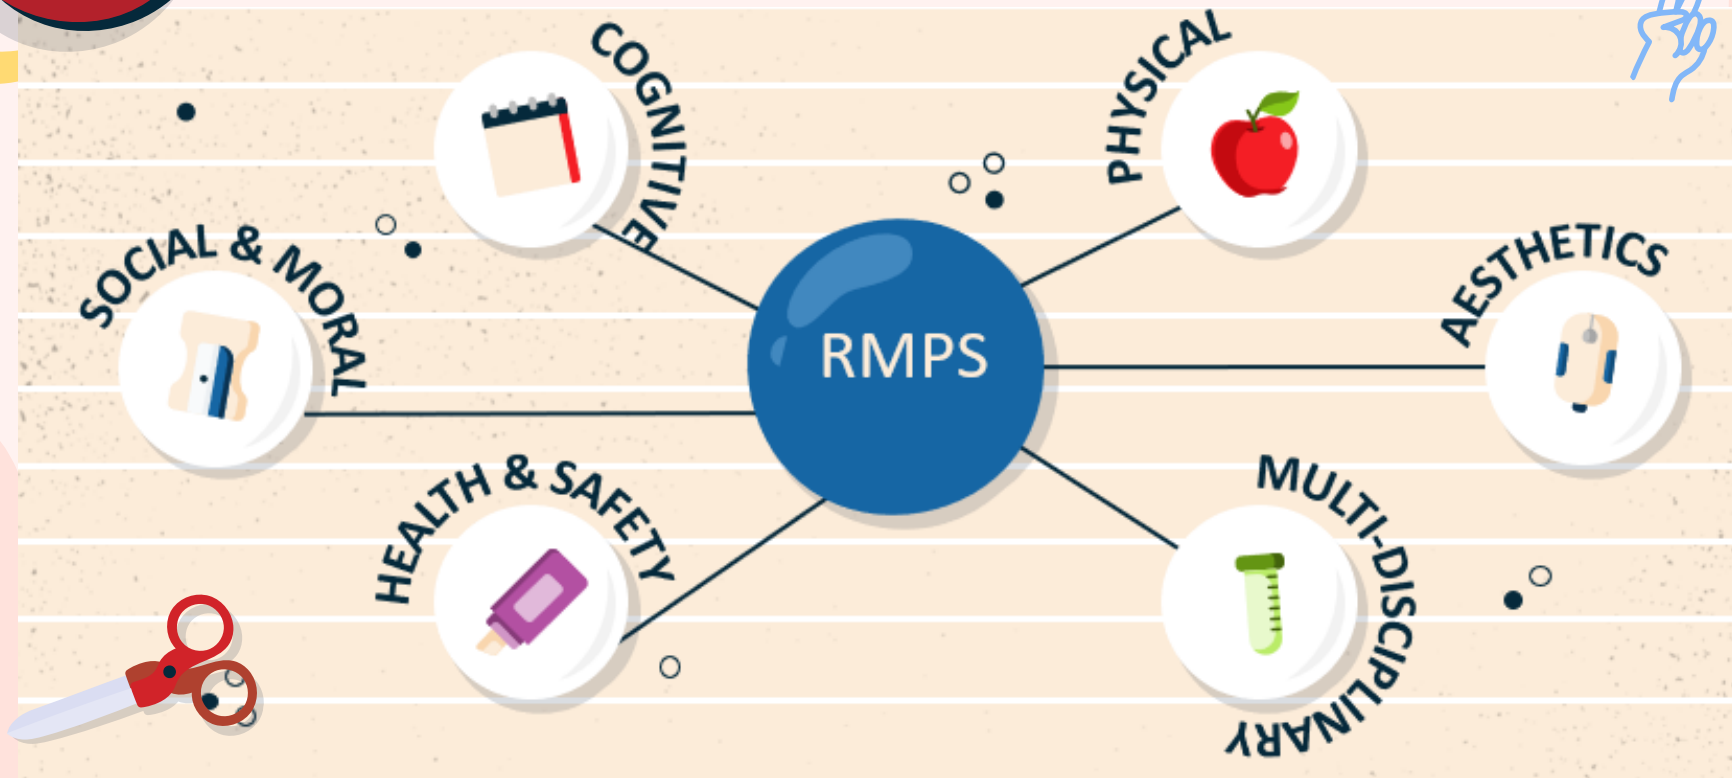 COGNITIVE
PHYSICAL
SOCIAL & MORAL
AESTHETICS
RMPS
HEALTH & SAFETY
MULTI-DISCIPLINARY